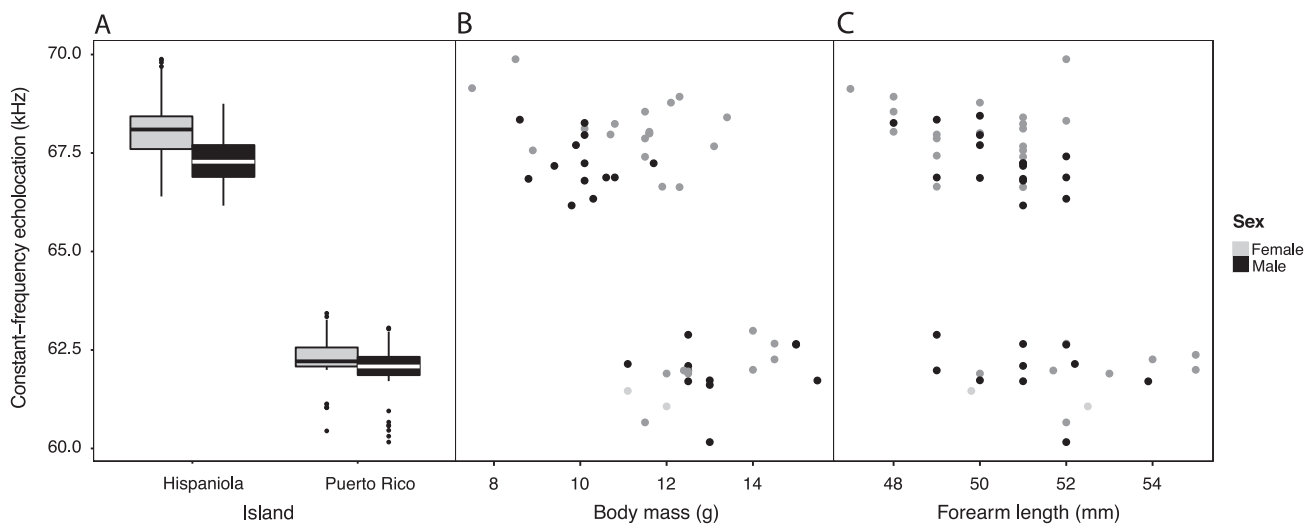 A
B
C
Constant-frequency echolocation (kHz)
70.0
67.5
65.0
62.5
60.0
Hispaniola
Puerto Rico
Island
8
10
12
14
Body mass (g)
48
50
52
54
Forearm length (mm)
Sex
Female
Male